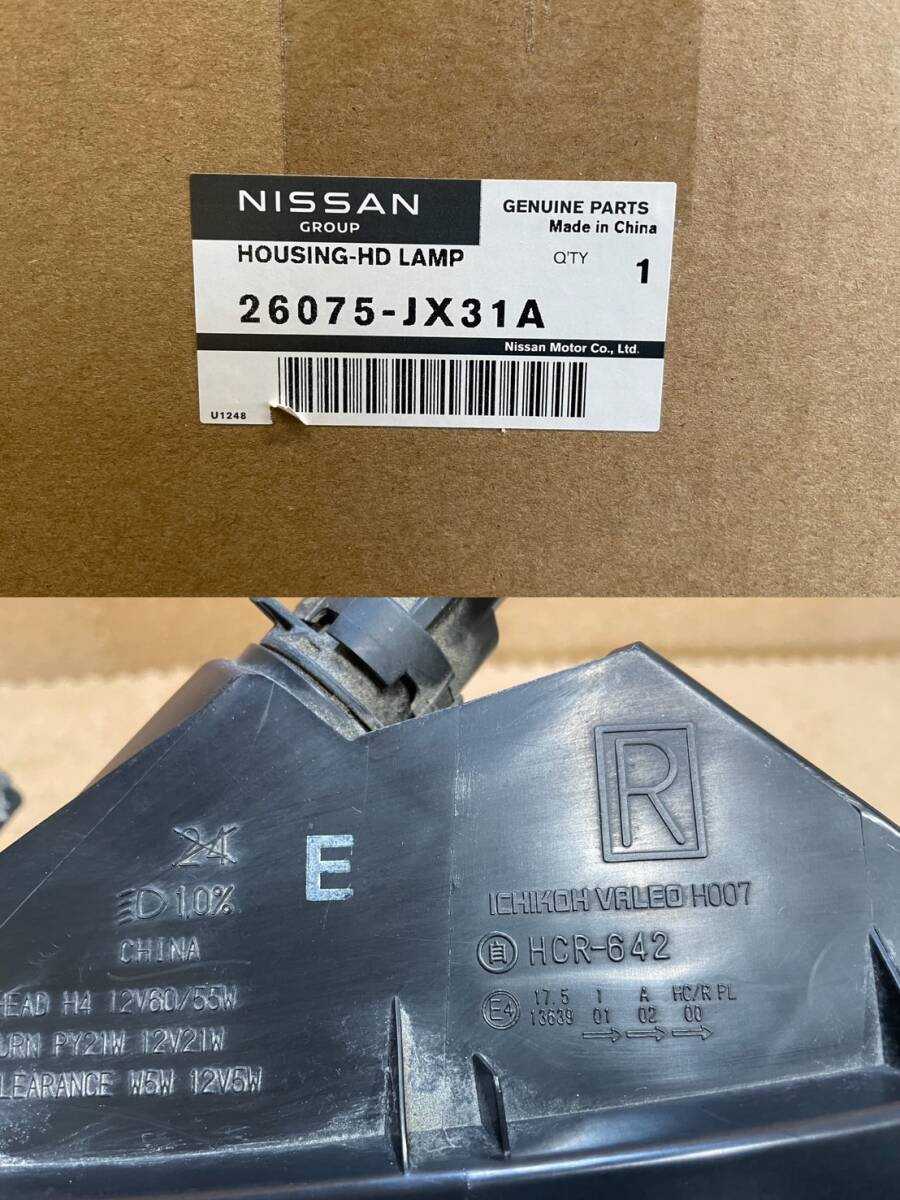 NISSAN
GROUP
GENUINE PARTS
Made in China
HOUSING-HD LAMP
Q'TY 1
26075-JX31A
Nissan Motor Co., Ltd.
U1248
24
1,0%
CHINA
HEAD H4 12V60/55W
URN PY21W 12V21W
LEARANCE W5W 12V5W
E
R
ICHIKOH VALEO H007
自 HCR-642
E4 17.5 1 A HC/R PL
13639 01 02 00